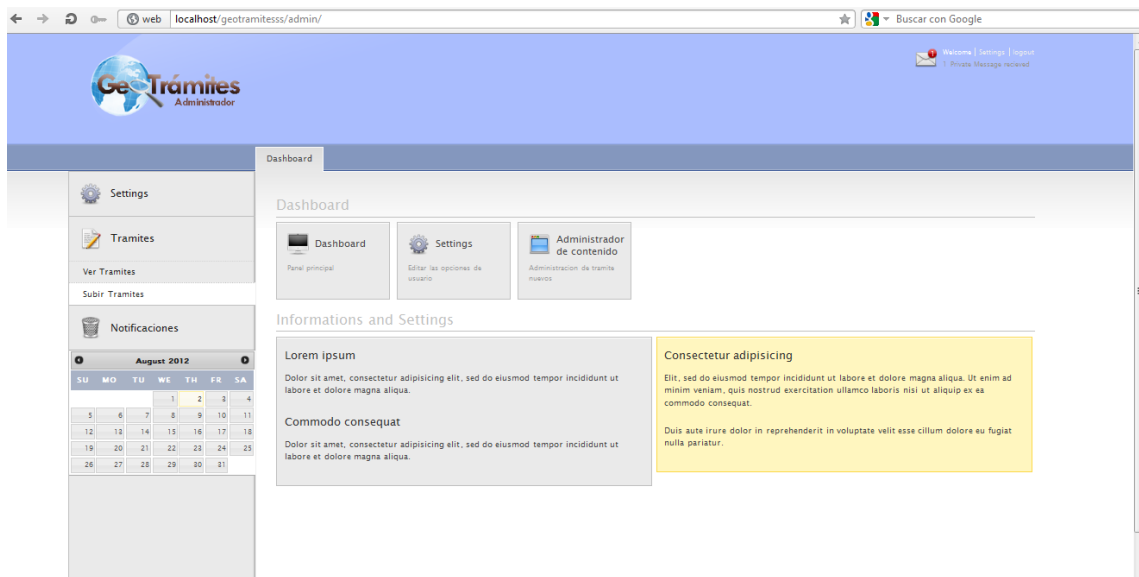 web
localhost/geotramitesss/admin/
Buscar con Google
GeoTrámites
Administrador
Welcome | Settings | logout
1 Private Message recieved
Dashboard
Settings
Tramites
Ver Tramites
Subir Tramites
Notificaciones
August 2012
SU MO TU WE TH FR SA
1 2 3 4
5 6 7 8 9 10 11
12 13 14 15 16 17 18
19 20 21 22 23 24 25
26 27 28 29 30 31
Dashboard
Dashboard
Panel principal
Settings
Editar las opciones de
usuario
Administrador
de contenido
Administracion de tramite
nuevos
Informations and Settings
Lorem ipsum
Dolor sit amet, consectetur adipisicing elit, sed do eiusmod tempor incididunt ut
labore et dolore magna aliqua.
Commodo consequat
Dolor sit amet, consectetur adipisicing elit, sed do eiusmod tempor incididunt ut
labore et dolore magna aliqua.
Consectetur adipisicing
Elit, sed do eiusmod tempor incididunt ut labore et dolore magna aliqua. Ut enim ad
minim veniam, quis nostrud exercitation ullamco laboris nisi ut aliquip ex ea
commodo consequat.
Duis aute irure dolor in reprehenderit in voluptate velit esse cillum dolore eu fugiat
nulla pariatur.